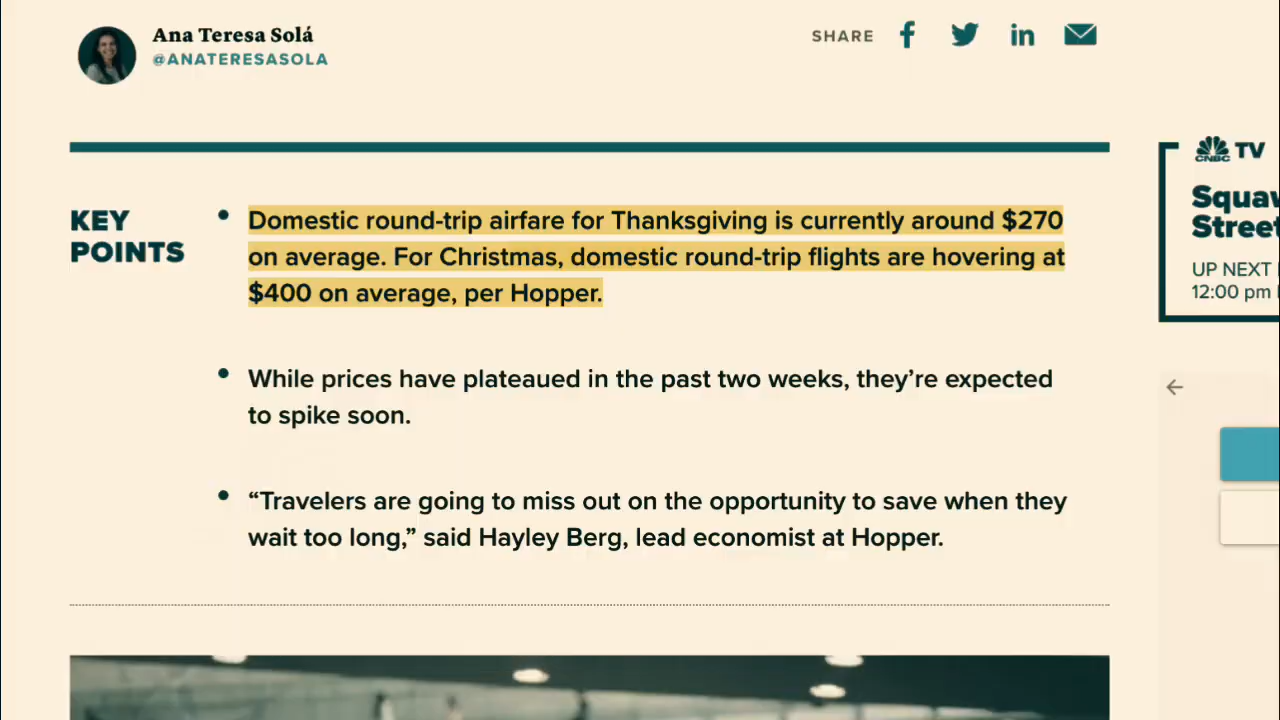 Ana Teresa Solá
@ANATERESASOLA
SHARE
KEY
POINTS
• Domestic round-trip airfare for Thanksgiving is currently around $270
on average. For Christmas, domestic round-trip flights are hovering at
$400 on average, per Hopper.
• While prices have plateaued in the past two weeks, they’re expected
to spike soon.
• “Travelers are going to miss out on the opportunity to save when they
wait too long,” said Hayley Berg, lead economist at Hopper.
CNBC TV
Street
UP NEXT
12:00 pm